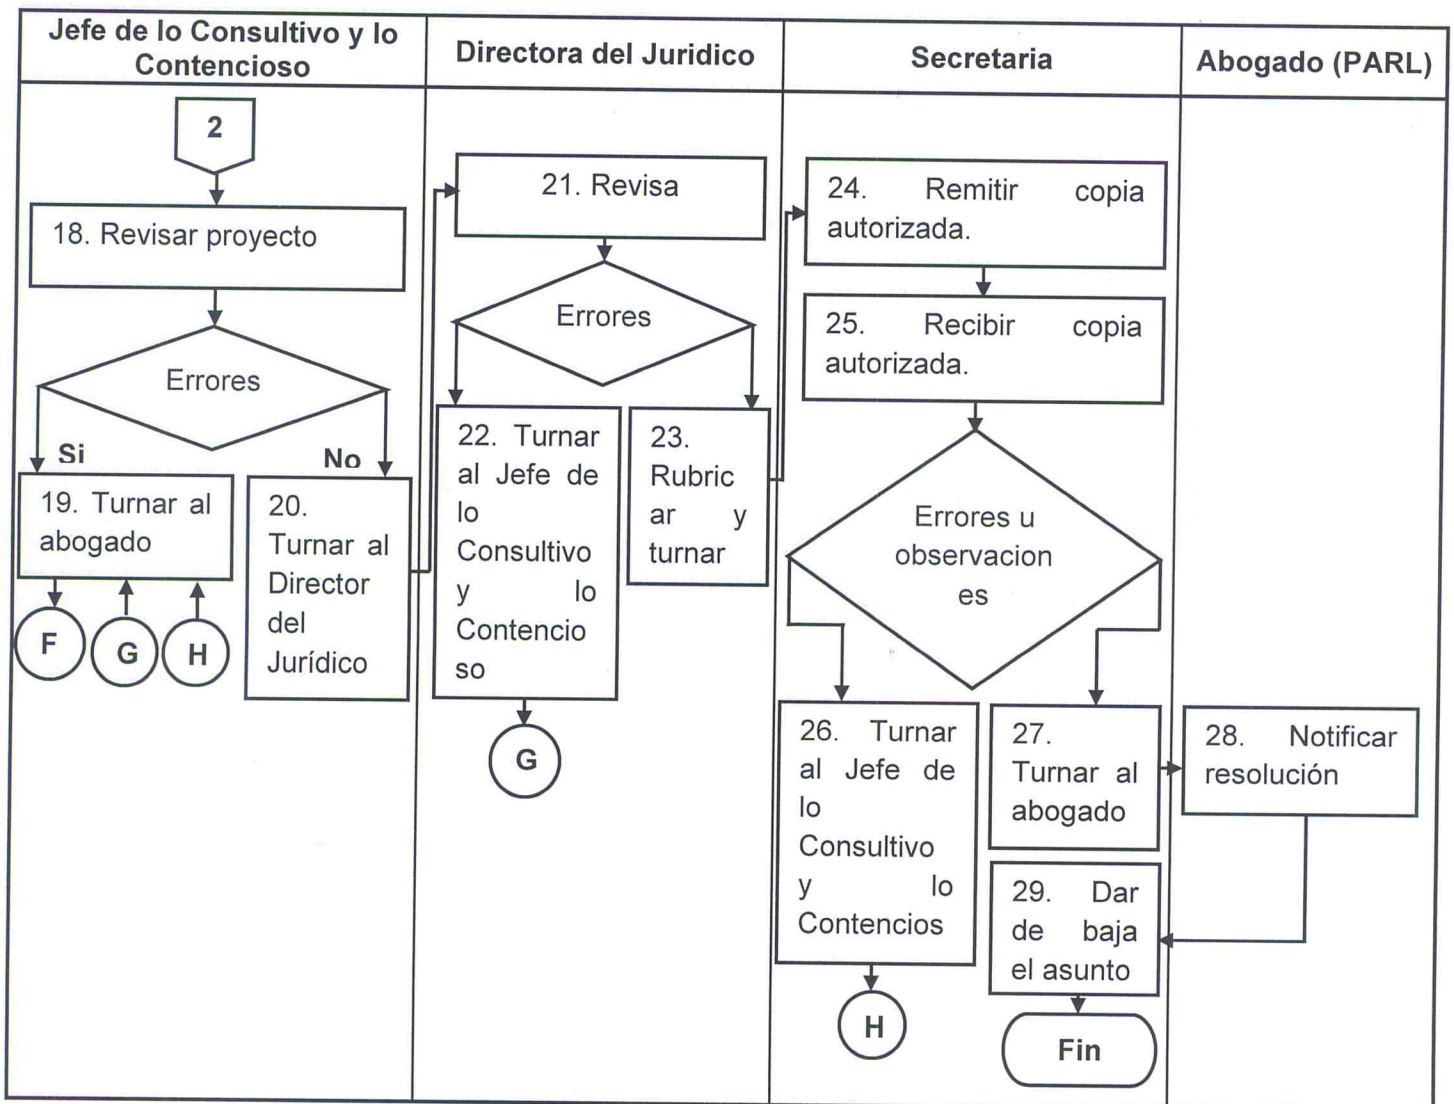 Jefe de lo Consultivo y lo
Contencioso
Directora del Juridico
Secretaria
Abogado (PARL)
2
18. Revisar proyecto
Errores
Si
No
19. Turnar al
abogado
F
G
H
20.
Turnar al
Director
del
Jurídico
21. Revisa
Errores
22. Turnar
al Jefe de
lo
Consultivo
y lo
Contencio
so
G
23.
Rubric
ar y
turnar
24. Remitir copia
autorizada.
25. Recibir copia
autorizada.
Errores u
observacion
es
26. Turnar
al Jefe de
lo
Consultivo
y lo
Contencios
H
27.
Turnar al
abogado
28. Notificar
resolución
29. Dar
de baja
el asunto
Fin